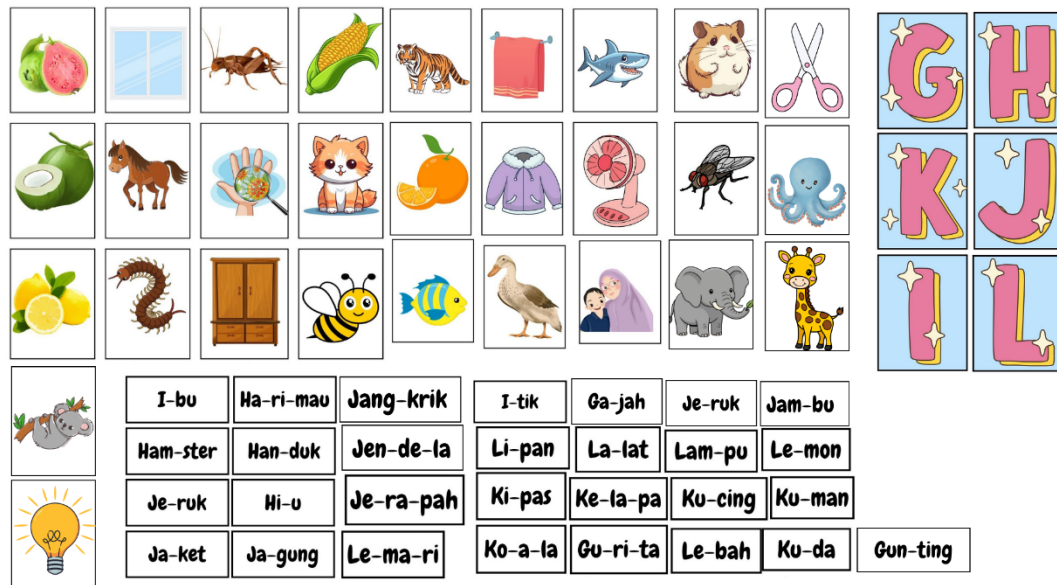 G H
K J
I L
I-bu Ha-ri-mau Jang-krik I-tik Ga-jah Je-ruk Jam-bu
Ham-ster Han-duk Jen-de-la Li-pan La-lat Lam-pu Le-mon
Je-ruk Hi-u Je-ra-pah Ki-pas Ke-la-pa Ku-cing Ku-man
Ja-ket Ja-gung Le-ma-ri Ko-a-la Gu-ri-ta Le-bah Ku-da Gun-ting